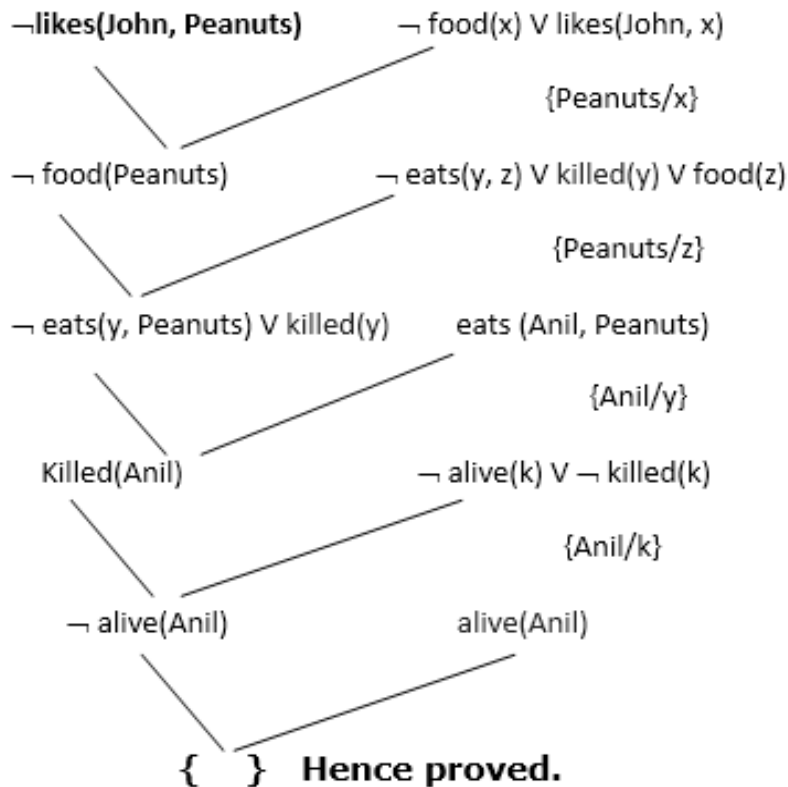 ¬likes(John, Peanuts) ¬ food(x) V likes(John, x)
{Peanuts/x}
¬ food(Peanuts) ¬ eats(y, z) V killed(y) V food(z)
{Peanuts/z}
¬ eats(y, Peanuts) V killed(y) eats (Anil, Peanuts)
{Anil/y}
Killed(Anil) ¬ alive(k) V ¬ killed(k)
{Anil/k}
¬ alive(Anil) alive(Anil)
{ } Hence proved.